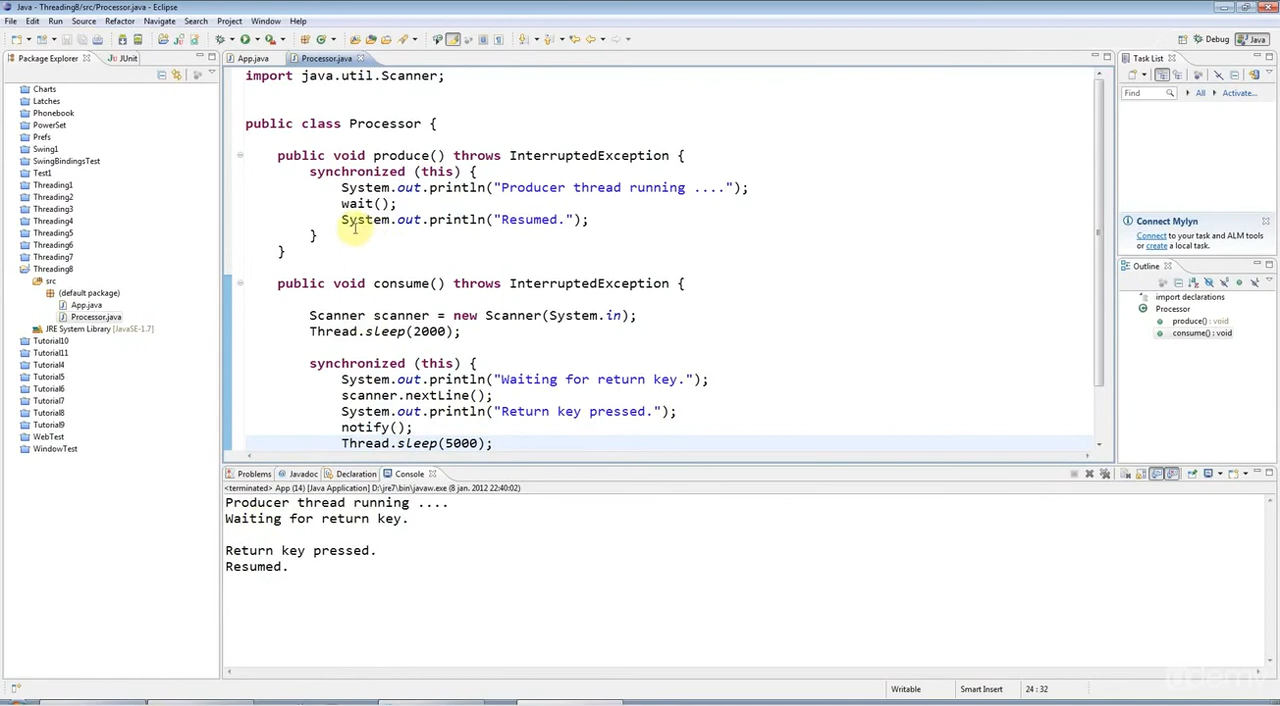 Java - Threading8/src/Processor.java - Eclipse
File Edit Run Source Refactor Navigate Search Project Window Help
Debug Java
Package Explorer JUnit
Charts
Latches
Phonebook
PowerSet
Prefs
Swing1
SwingBindingsTest
Test1
Threading1
Threading2
Threading3
Threading4
Threading5
Threading6
Threading7
Threading8
src
(default package)
App.java
Processor.java
JRE System Library [JavaSE-1.7]
Tutorial10
Tutorial11
Tutorial4
Tutorial5
Tutorial6
Tutorial7
Tutorial8
Tutorial9
WebTest
WindowTest
App.java Processor.java
import java.util.Scanner;
public class Processor {
public void produce() throws InterruptedException {
synchronized (this) {
System.out.println("Producer thread running ....");
wait();
System.out.println("Resumed.");
}
}
public void consume() throws InterruptedException {
Scanner scanner = new Scanner(System.in);
Thread.sleep(2000);
synchronized (this) {
System.out.println("Waiting for return key.");
scanner.nextLine();
System.out.println("Return key pressed.");
notify();
Thread.sleep(5000);
Task List
Find All Activate...
Connect Mylyn
Connect to your task and ALM tools
or create a local task.
Outline
import declarations
Processor
produce() : void
consume() : void
Problems Javadoc Declaration Console
<terminated> App (14) [Java Application] D:\jre7\bin\javaw.exe (8 jan. 2012 22:40:02)
Producer thread running ....
Waiting for return key.
Return key pressed.
Resumed.
Writable Smart Insert 24 : 32
udemy